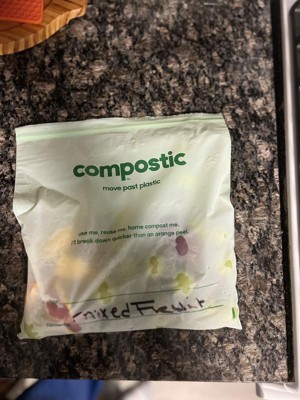 compostic
move past plastic
use me, reuse me, home compost me.
break down quicker than an orange peel.
mixed Fruit